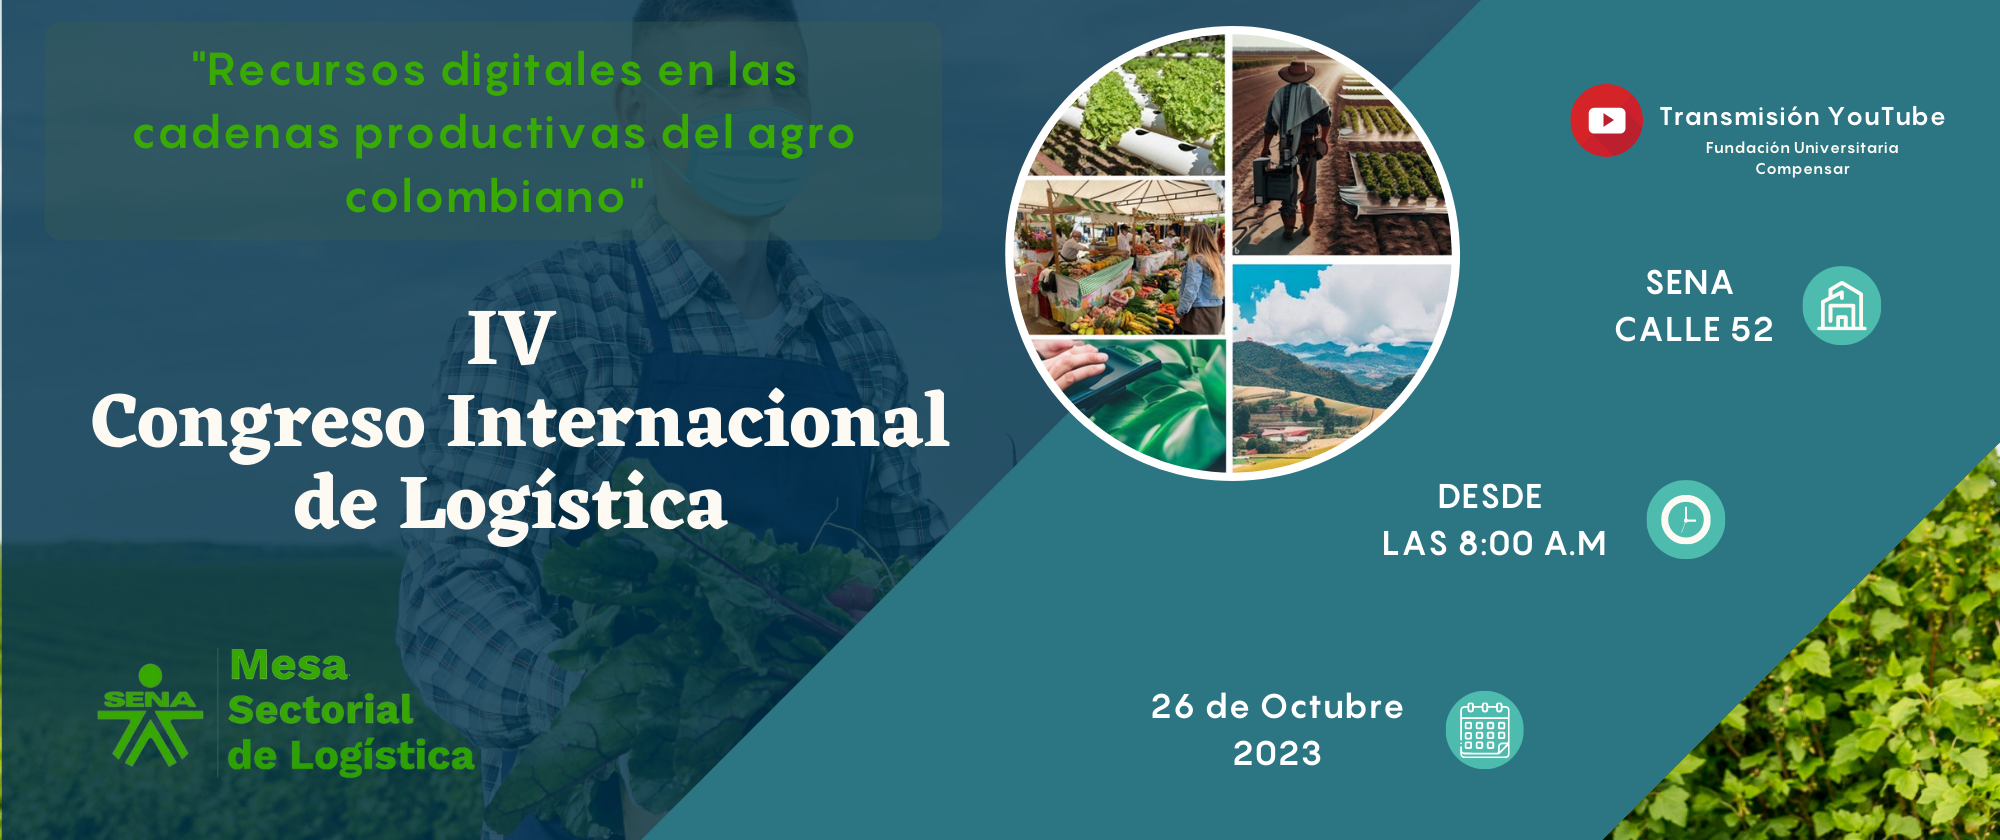 "Recursos digitales en las
cadenas productivas del agro
colombiano"
IV
Congreso Internacional
de Logística
SENA
Mesa
Sectorial
de Logística
Transmisión YouTube
Fundación Universitaria
Compensar
SENA
CALLE 52
DESDE
LAS 8:00 A.M
26 de Octubre
2023